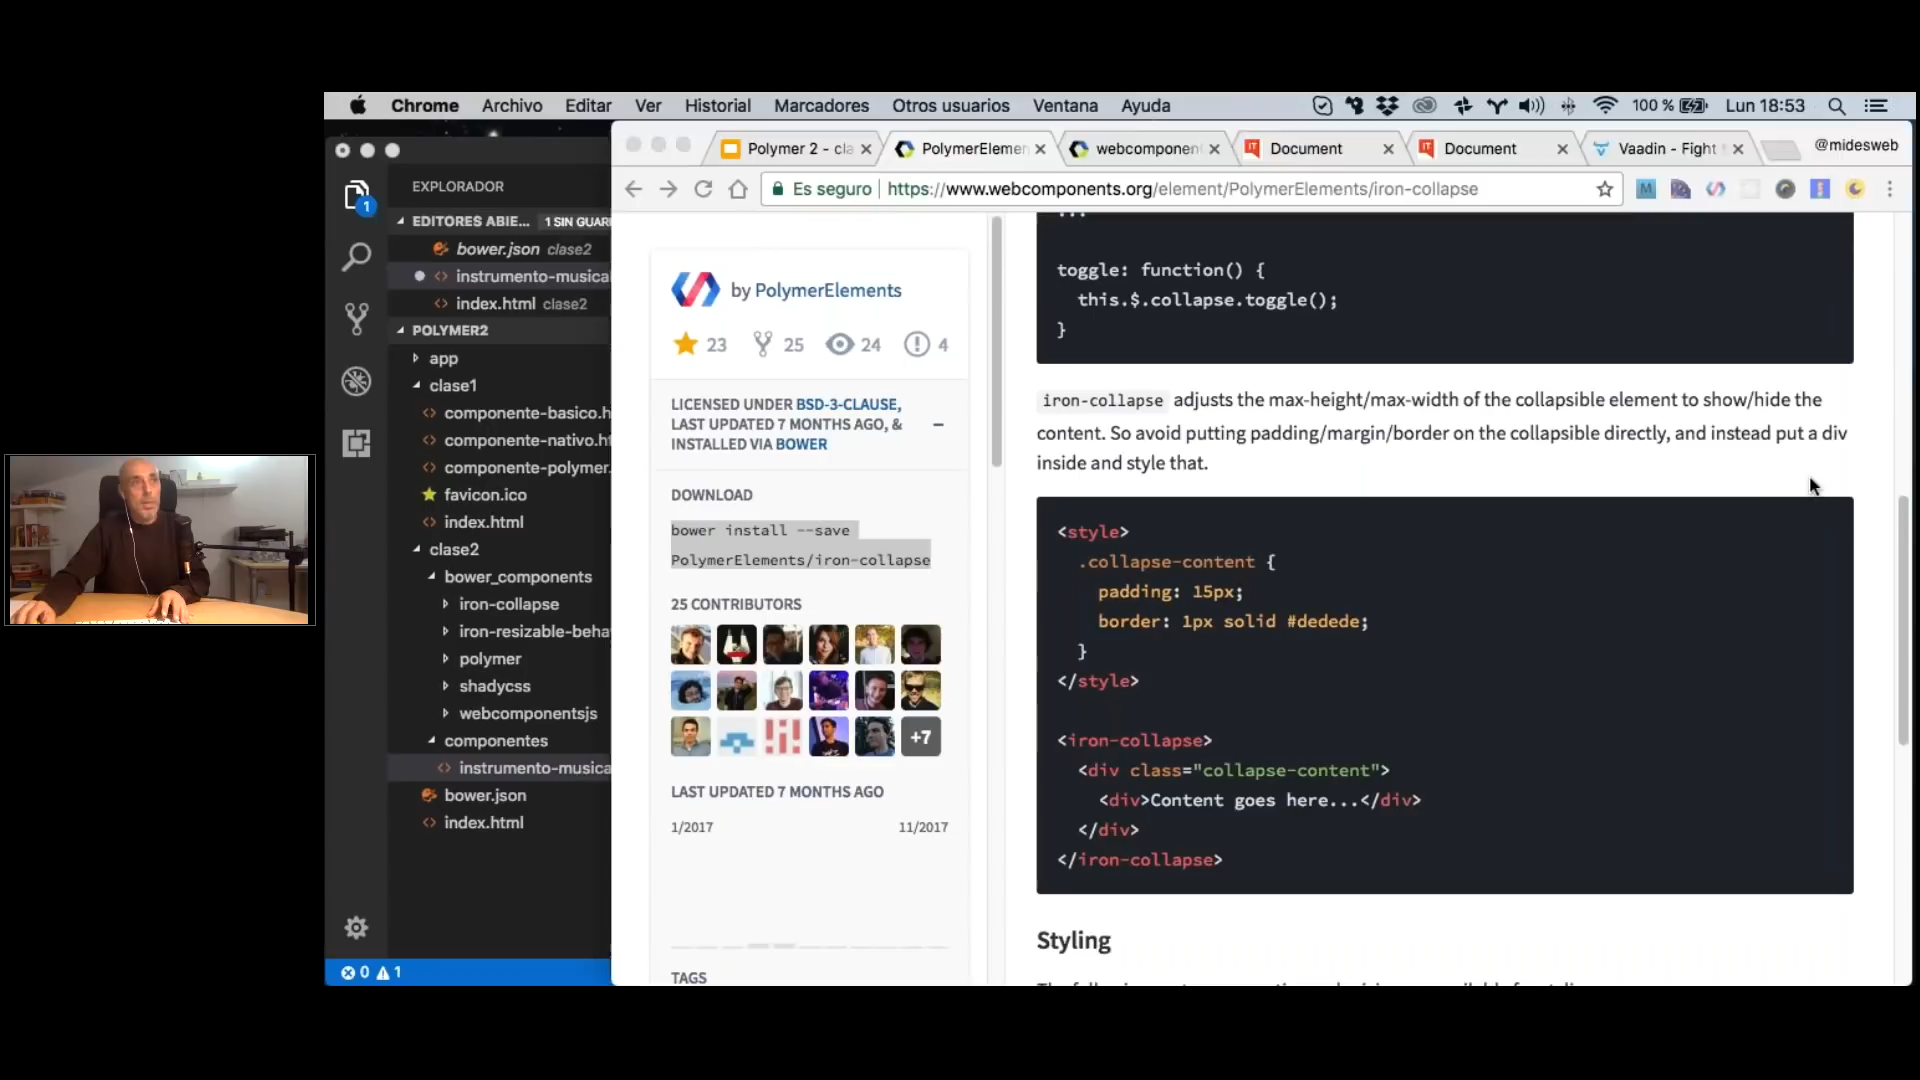 Chrome Archivo Editar Ver Historial Marcadores Otros usuarios Ventana Ayuda 100 % Lun 18:53
Polymer 2 - cla
PolymerElemen
webcomponen
Document
Document
Vaadin - Fight
@midesweb
Es seguro https://www.webcomponents.org/element/PolymerElements/iron-collapse
EXPLORADOR
1
EDITORES ABIE... 1 SIN GUAR
bower.json clase2
instrumento-musica
index.html clase2
POLYMER2
app
clase1
componente-basico.h
componente-nativo.ht
componente-polymer.
favicon.ico
index.html
clase2
bower_components
iron-collapse
iron-resizable-beha
polymer
shadycss
webcomponentsjs
componentes
instrumento-musica
bower.json
index.html
0 1
by PolymerElements
23 25 24 4
LICENSED UNDER BSD-3-CLAUSE,
LAST UPDATED 7 MONTHS AGO, &
INSTALLED VIA BOWER
DOWNLOAD
bower install --save
PolymerElements/iron-collapse
25 CONTRIBUTORS
+7
LAST UPDATED 7 MONTHS AGO
1/2017 11/2017
TAGS
...
toggle: function() {
this.$.collapse.toggle();
}
iron-collapse adjusts the max-height/max-width of the collapsible element to show/hide the
content. So avoid putting padding/margin/border on the collapsible directly, and instead put a div
inside and style that.
<style>
.collapse-content {
padding: 15px;
border: 1px solid #dedede;
}
</style>
<iron-collapse>
<div class="collapse-content">
<div>Content goes here...</div>
</div>
</iron-collapse>
Styling